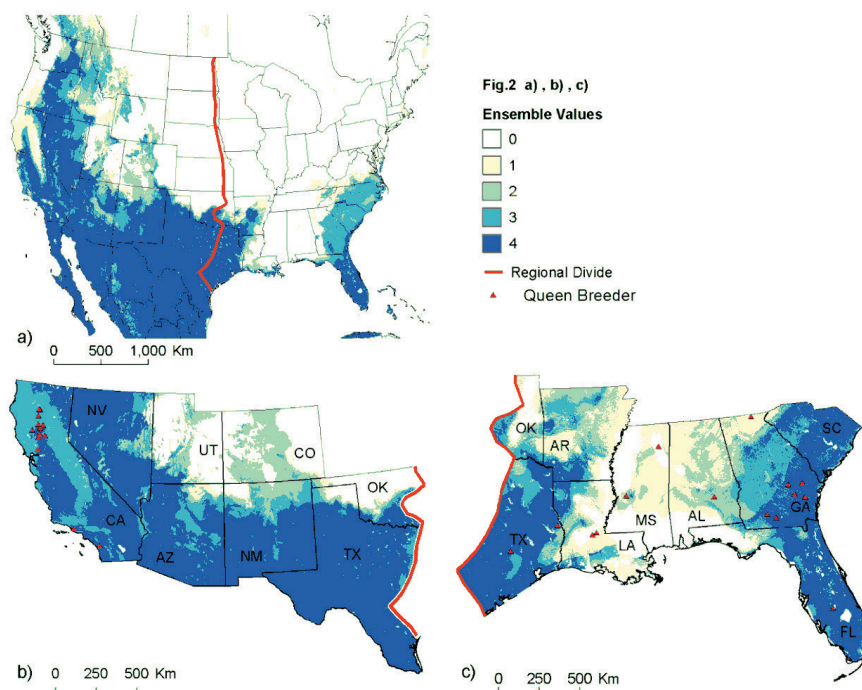 Fig.2 a) , b) , c)
Ensemble Values
0
1
2
3
4
Regional Divide
Queen Breeder
a)
0 500 1,000 Km
NV
UT
CO
OK
CA
AZ
NM
TX
b)
0 250 500 Km
OK
AR
SC
TX
MS
AL
GA
LA
FL
c)
0 250 500 Km